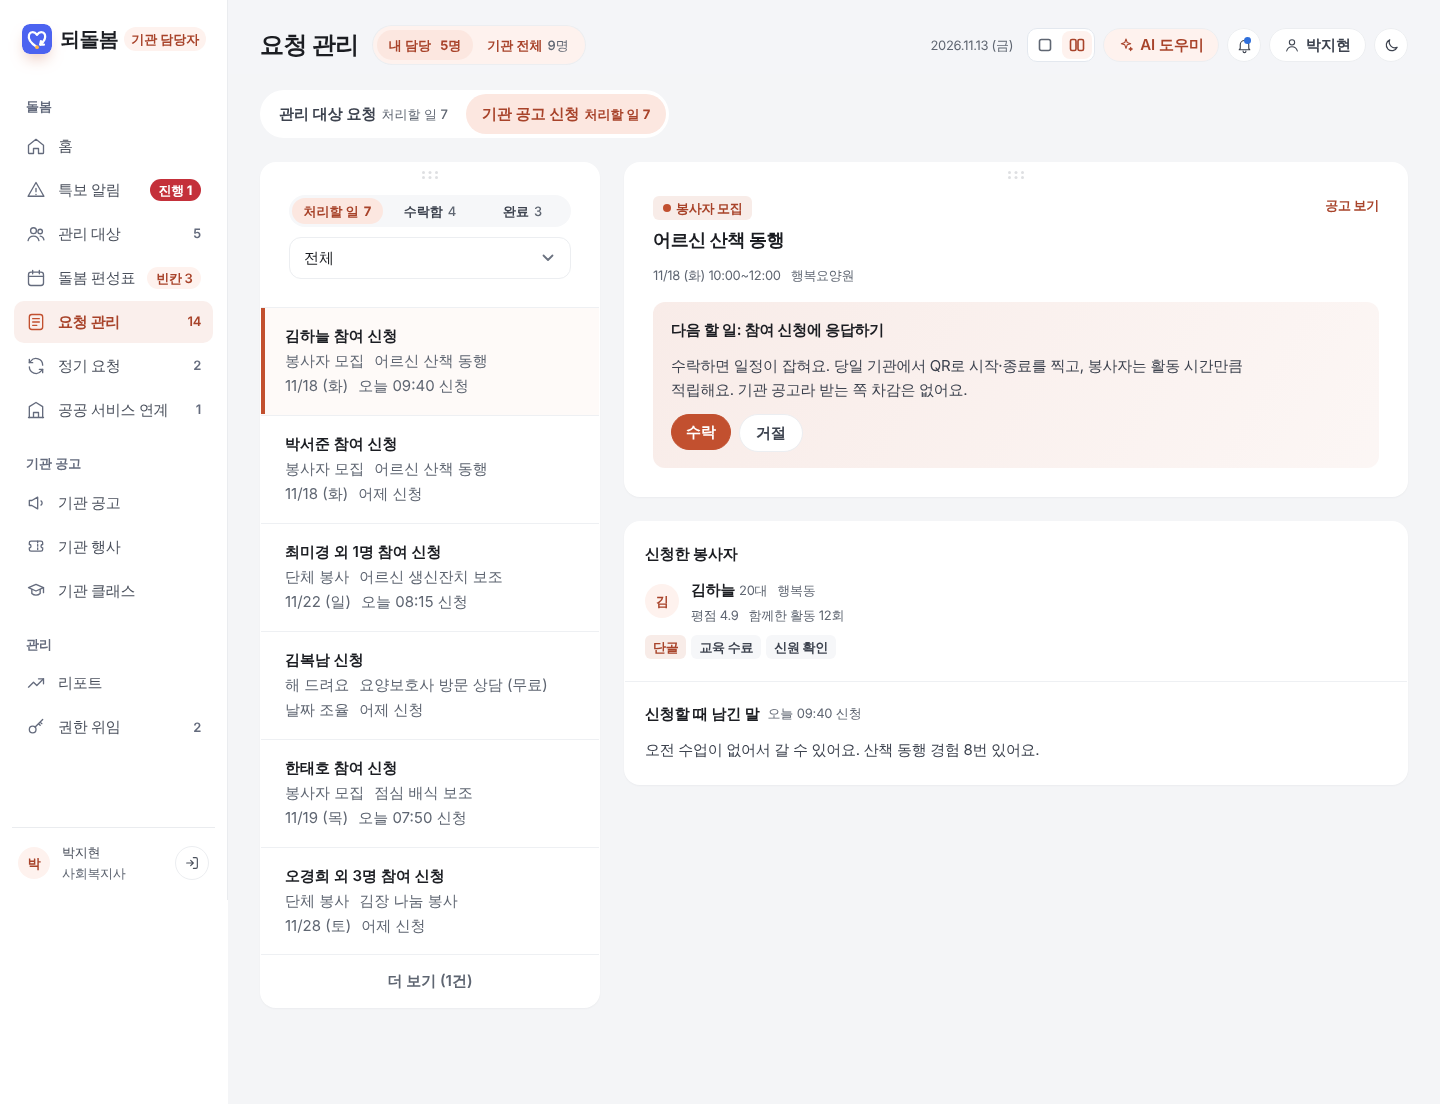 되돌봄 기관 담당자
돌봄
홈
특보 알림 진행 1
관리 대상 5
돌봄 편성표 빈칸 3
요청 관리 14
정기 요청 2
공공 서비스 연계 1
기관 공고
기관 공고
기관 행사
기관 클래스
관리
리포트
권한 위임 2
박 박지현
사회복지사
요청 관리 내 담당 5명 기관 전체 9명
2026.11.13 (금) AI 도우미 박지현
관리 대상 요청 처리할 일 7 기관 공고 신청 처리할 일 7
처리할 일 7 수락함 4 완료 3
전체
김하늘 참여 신청
봉사자 모집 어르신 산책 동행
11/18 (화) 오늘 09:40 신청
박서준 참여 신청
봉사자 모집 어르신 산책 동행
11/18 (화) 어제 신청
최미경 외 1명 참여 신청
단체 봉사 어르신 생신잔치 보조
11/22 (일) 오늘 08:15 신청
김복남 신청
해 드려요 요양보호사 방문 상담 (무료)
날짜 조율 어제 신청
한태호 참여 신청
봉사자 모집 점심 배식 보조
11/19 (목) 오늘 07:50 신청
오경희 외 3명 참여 신청
단체 봉사 김장 나눔 봉사
11/28 (토) 어제 신청
더 보기 (1건)
봉사자 모집 공고 보기
어르신 산책 동행
11/18 (화) 10:00~12:00 행복요양원
다음 할 일: 참여 신청에 응답하기
수락하면 일정이 잡혀요. 당일 기관에서 QR로 시작·종료를 찍고, 봉사자는 활동 시간만큼
적립해요. 기관 공고라 받는 쪽 차감은 없어요.
수락 거절
신청한 봉사자
김 김하늘 20대 행복동
평점 4.9 함께한 활동 12회
단골 교육 수료 신원 확인
신청할 때 남긴 말 오늘 09:40 신청
오전 수업이 없어서 갈 수 있어요. 산책 동행 경험 8번 있어요.